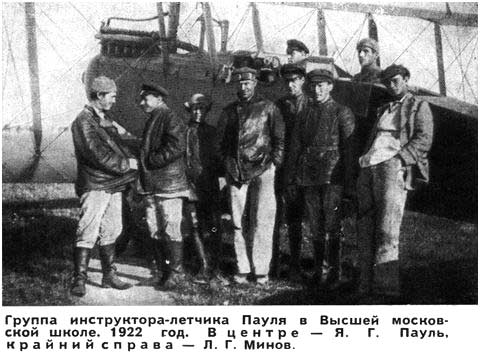 Группа инструктора-летчика Пауля в Высшей москов-
ской школе. 1922 год. В центре — Я. Г. Пауль,
крайний справа — Л. Г. Минов.